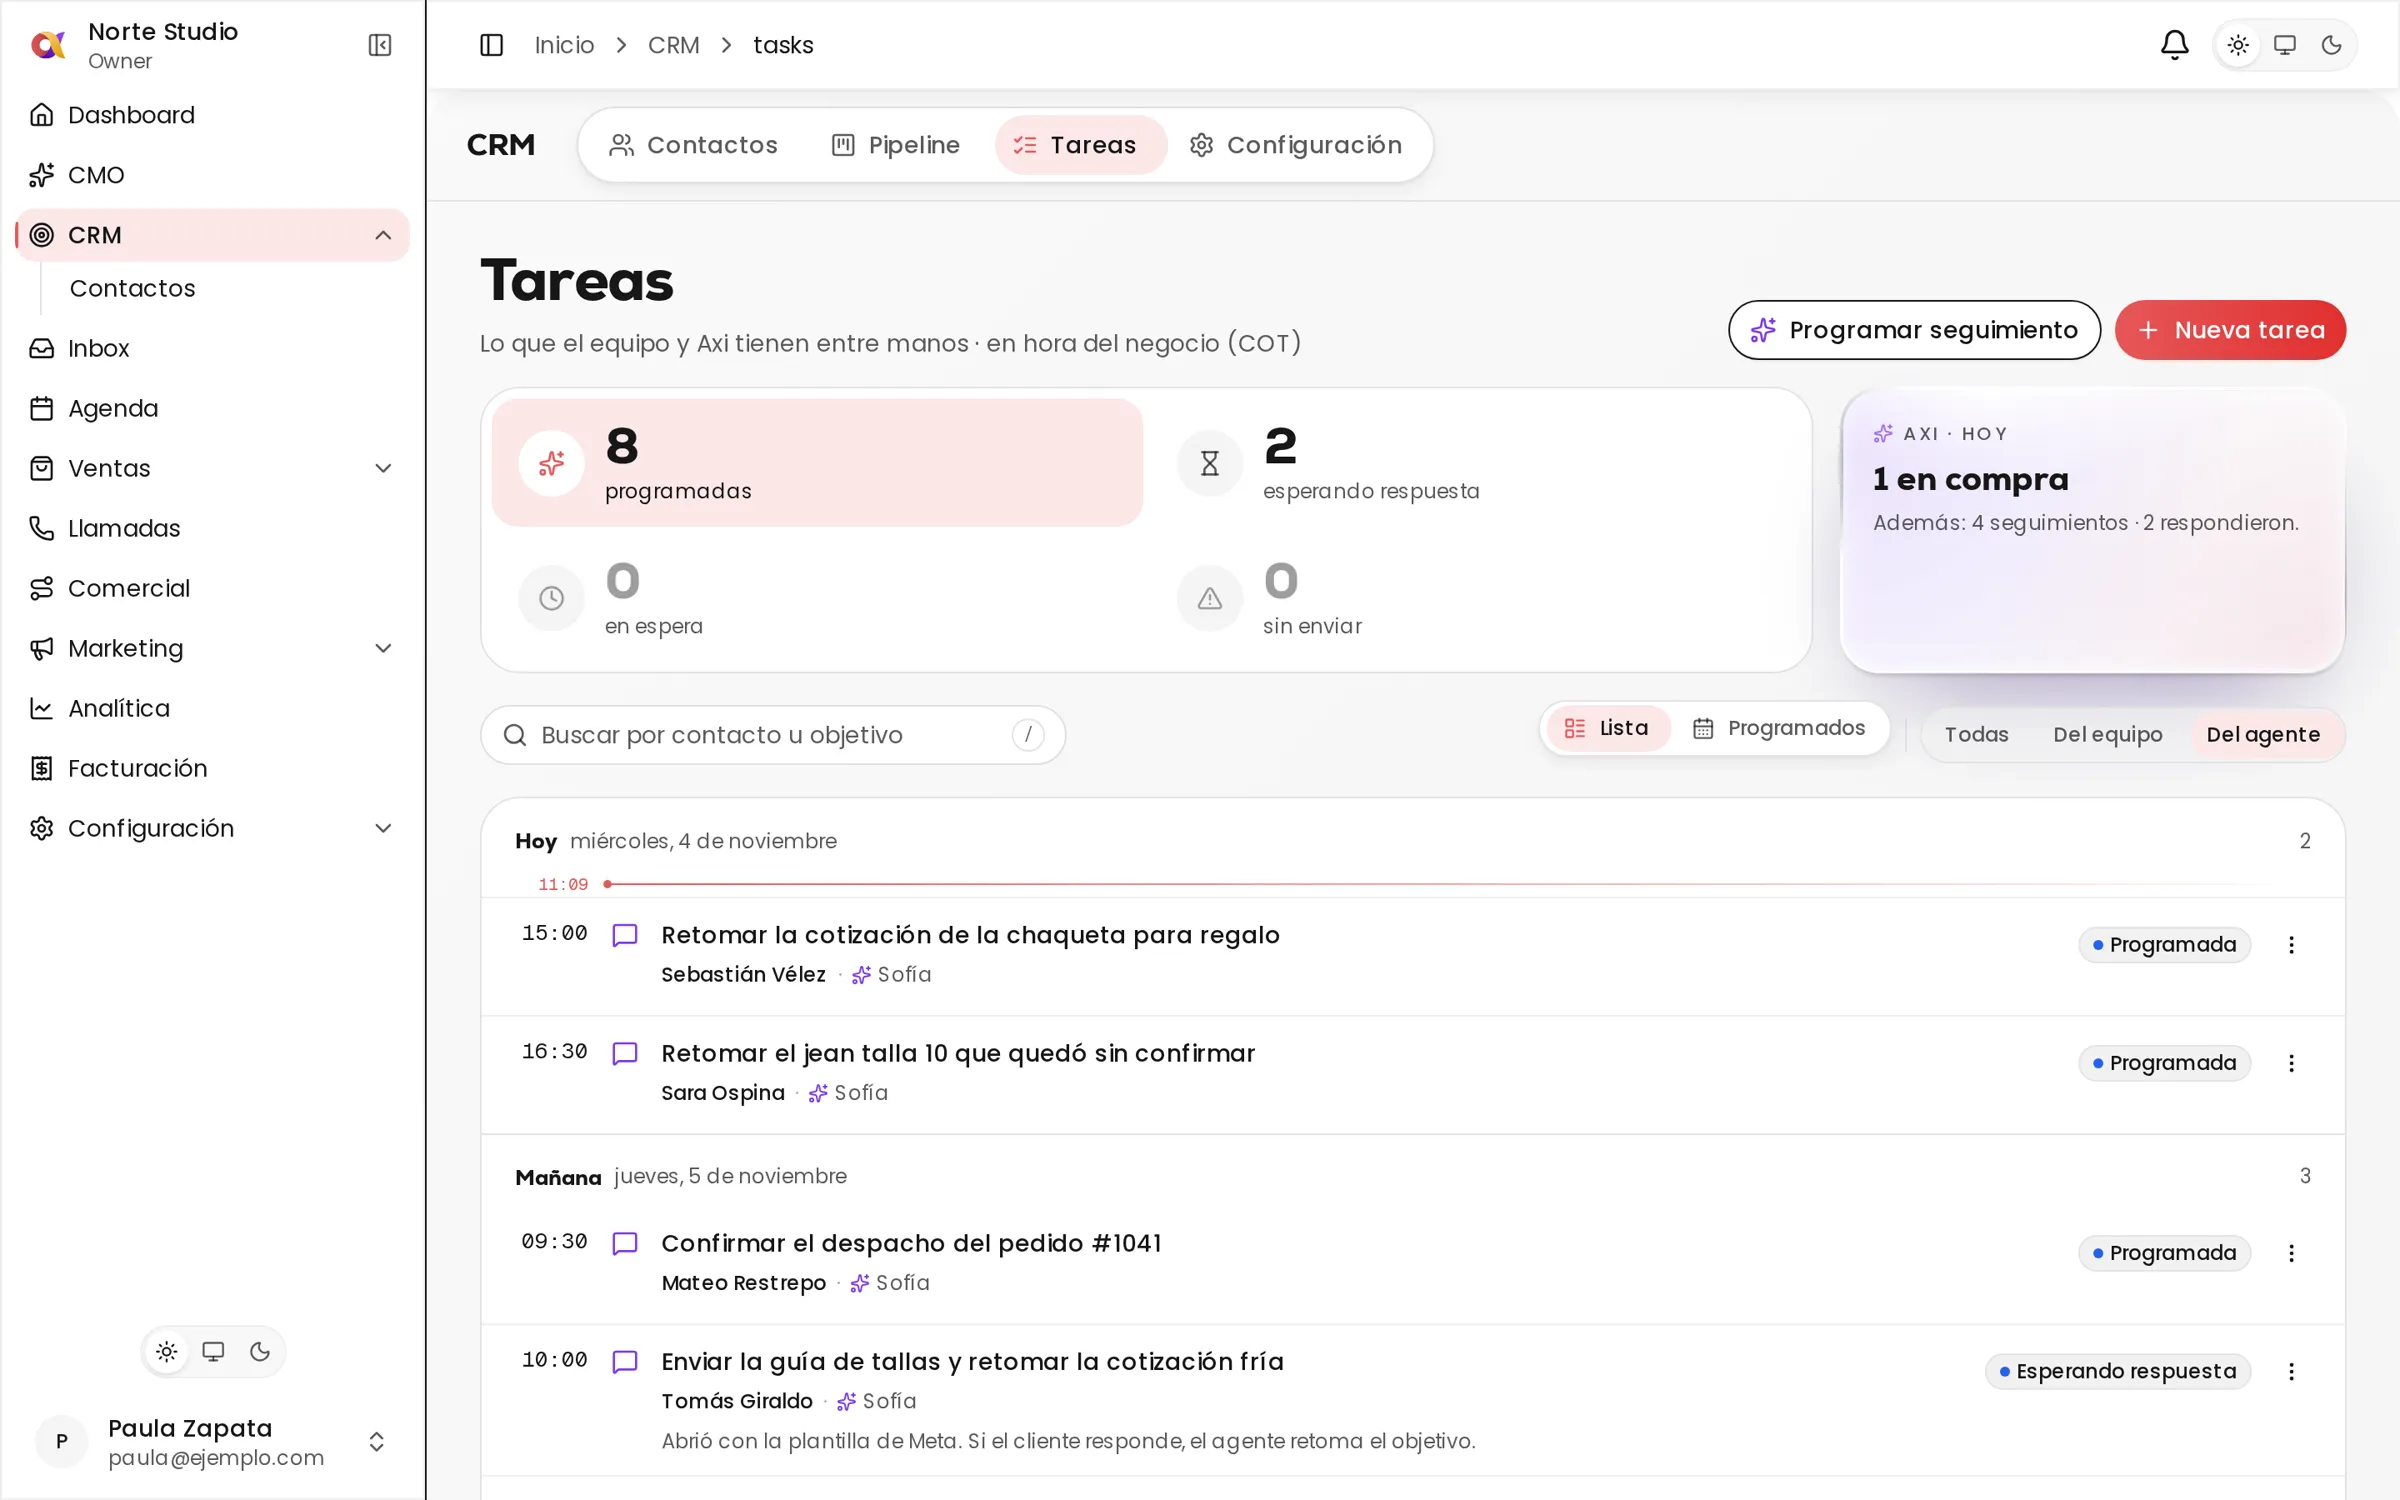 Norte Studio
Owner
Dashboard
CMO
CRM
Contactos
Inbox
Agenda
Ventas
Llamadas
Comercial
Marketing
Analítica
Facturación
Configuración
P
Paula Zapata
paula@ejemplo.com
Inicio > CRM > tasks
CRM
Contactos
Pipeline
Tareas
Configuración
Tareas
Lo que el equipo y Axi tienen entre manos · en hora del negocio (COT)
Programar seguimiento
+ Nueva tarea
8
programadas
2
esperando respuesta
0
en espera
0
sin enviar
AXI · HOY
1 en compra
Además: 4 seguimientos · 2 respondieron.
Buscar por contacto u objetivo /
Lista
Programados
Todas
Del equipo
Del agente
Hoy miércoles, 4 de noviembre 2
11:09
15:00 Retomar la cotización de la chaqueta para regalo Programada
Sebastián Vélez · Sofía
16:30 Retomar el jean talla 10 que quedó sin confirmar Programada
Sara Ospina · Sofía
Mañana jueves, 5 de noviembre 3
09:30 Confirmar el despacho del pedido #1041 Programada
Mateo Restrepo · Sofía
10:00 Enviar la guía de tallas y retomar la cotización fría Esperando respuesta
Tomás Giraldo · Sofía
Abrió con la plantilla de Meta. Si el cliente responde, el agente retoma el objetivo.